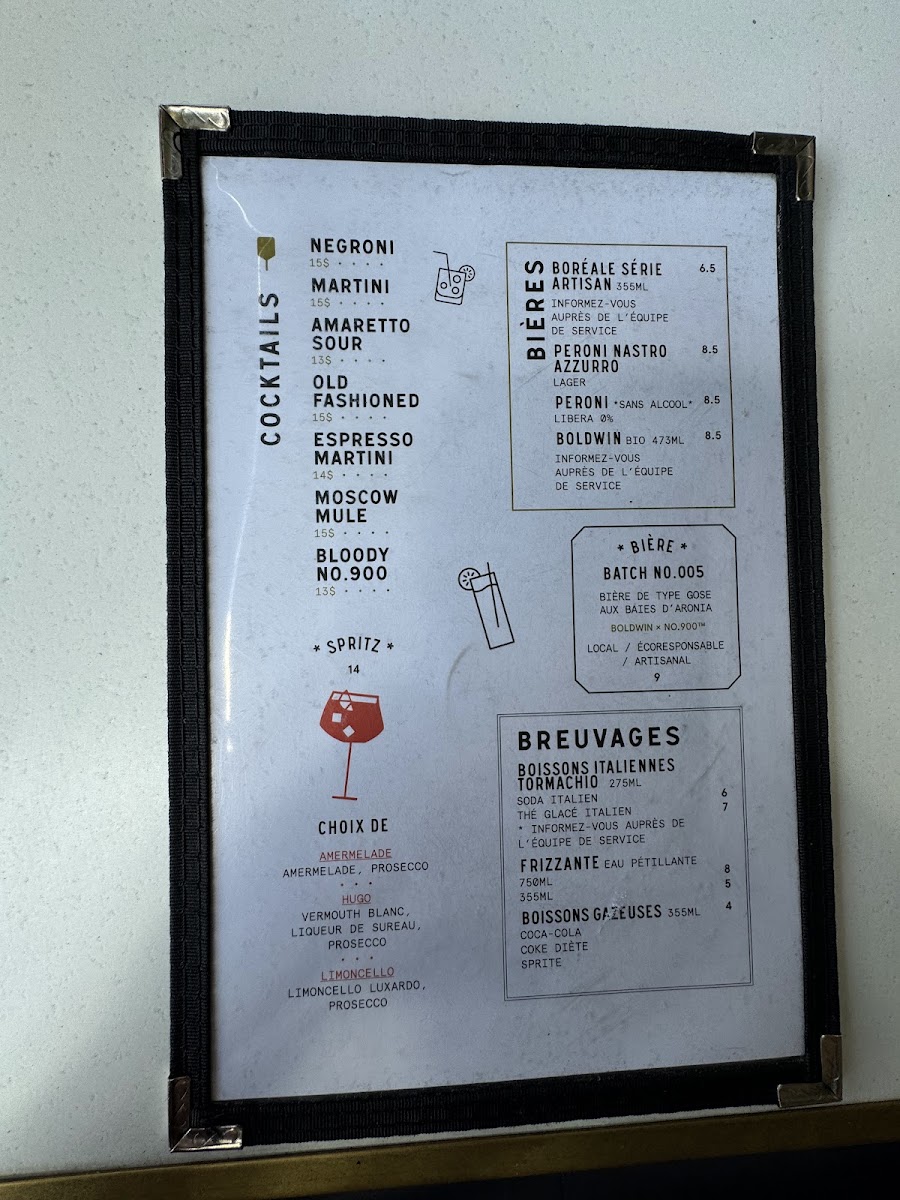 COCKTAILS
NEGRONI
15$ • • • •
MARTINI
15$ • • • •
AMARETTO
SOUR
13$ • • • •
OLD
FASHIONED
15$ • • • •
ESPRESSO
MARTINI
14$ • • • •
MOSCOW
MULE
15$ • • • •
BLOODY
NO.900
13$ • • • •
* SPRITZ *
14
CHOIX DE
AMERMELADE
AMERMELADE, PROSECCO
• • •
HUGO
VERMOUTH BLANC,
LIQUEUR DE SUREAU,
PROSECCO
• • •
LIMONCELLO
LIMONCELLO LUXARDO,
PROSECCO
BIÈRES
BORÉALE SÉRIE 6.5
ARTISAN 355ML
INFORMEZ-VOUS
AUPRÈS DE L'ÉQUIPE
DE SERVICE
PERONI NASTRO 8.5
AZZURRO
LAGER
PERONI *SANS ALCOOL* 8.5
LIBERA 0%
BOLDWIN BIO 473ML 8.5
INFORMEZ-VOUS
AUPRÈS DE L'ÉQUIPE
DE SERVICE
* BIÈRE *
BATCH NO.005
BIÈRE DE TYPE GOSE
AUX BAIES D'ARONIA
BOLDWIN × NO.900™
LOCAL / ÉCORESPONSABLE
/ ARTISANAL
9
BREUVAGES
BOISSONS ITALIENNES
TORMACHIO 275ML
SODA ITALIEN 6
THÉ GLACÉ ITALIEN 7
* INFORMEZ-VOUS AUPRÈS DE
L'ÉQUIPE DE SERVICE
FRIZZANTE EAU PÉTILLANTE
750ML 8
355ML 5
BOISSONS GAZEUSES 355ML 4
COCA-COLA
COKE DIÈTE
SPRITE